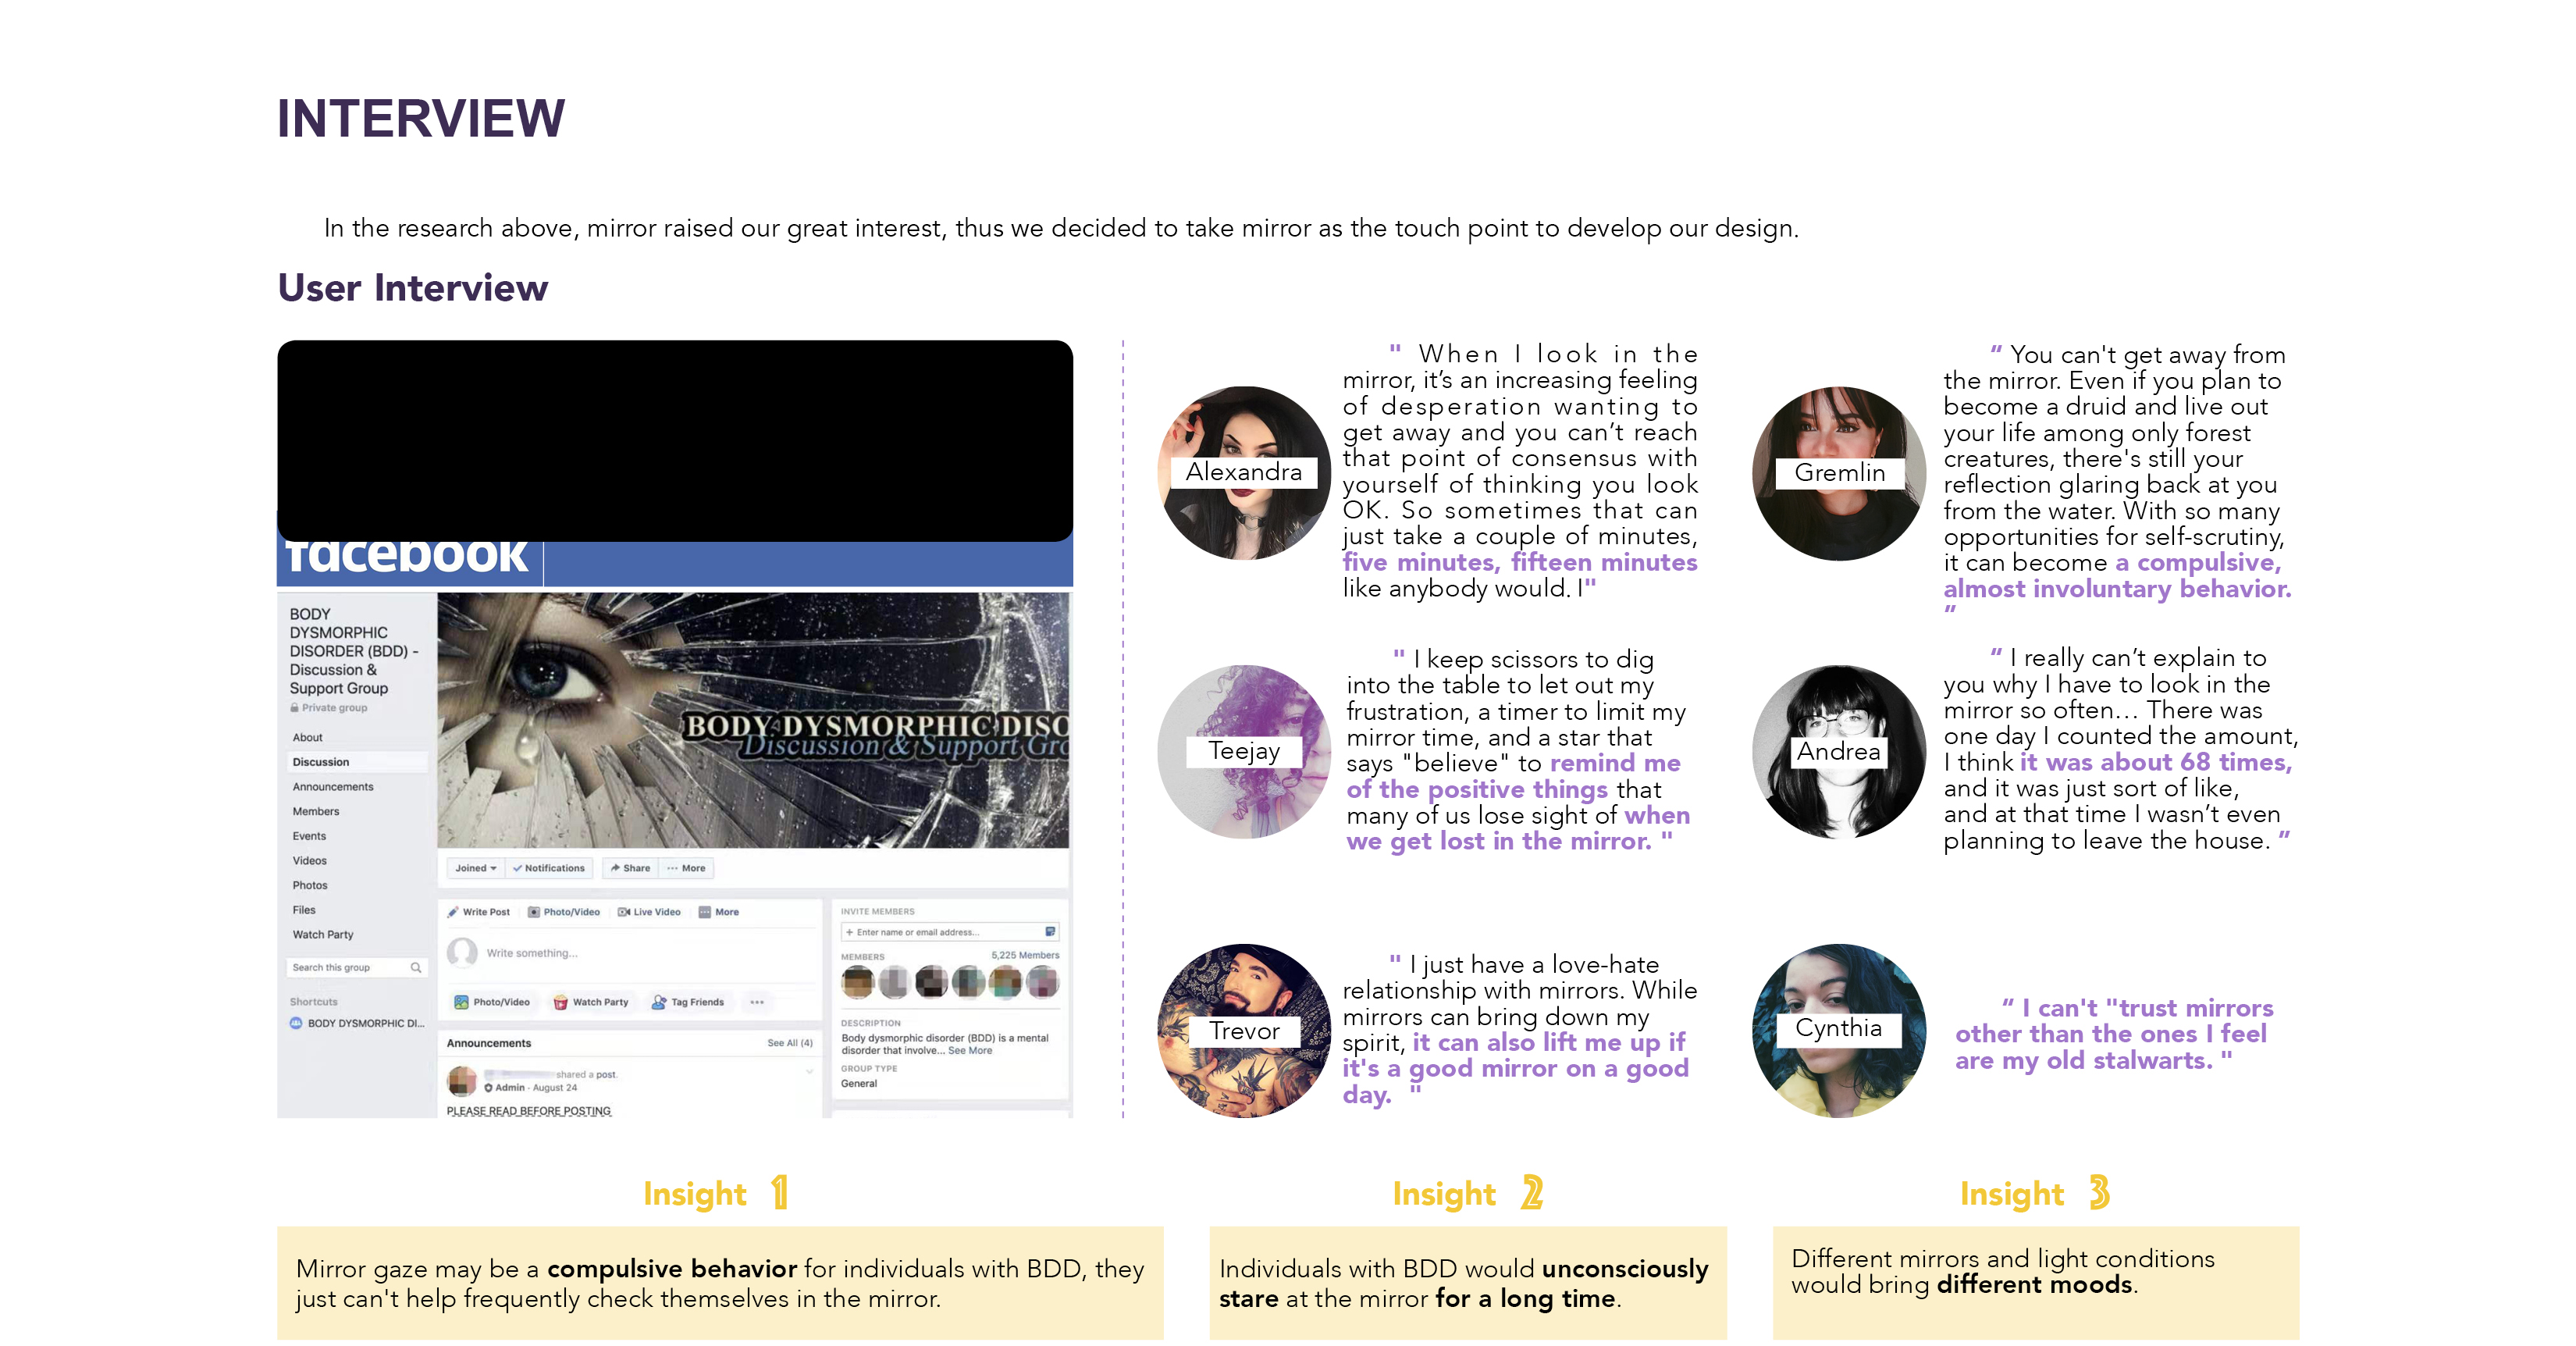 INTERVIEW
In the research above, mirror raised our great interest, thus we decided to take mirror as the touch point to develop our design.
User Interview
facebook
BODY
DYSMORPHIC
DISORDER (BDD) -
Discussion &
Support Group
Private group
About
Discussion
Announcements
Members
Events
Videos
Photos
Files
Watch Party
Search this group
Shortcuts
BODY DYSMORPHIC DI...
BODY DYSMORPHIC DISO
Discussion & Support Gro
Joined
Notifications
Share
More
Write Post
Photo/Video
Live Video
More
Write something...
Photo/Video
Watch Party
Tag Friends
Announcements
See All (4)
shared a post.
Admin · August 24
PLEASE READ BEFORE POSTING
INVITE MEMBERS
+ Enter name or email address...
MEMBERS
5,225 Members
DESCRIPTION
Body dysmorphic disorder (BDD) is a mental
disorder that involve... See More
GROUP TYPE
General
Alexandra
" When I look in the
mirror, it’s an increasing feeling
of desperation wanting to
get away and you can’t reach
that point of consensus with
yourself of thinking you look
OK. So sometimes that can
just take a couple of minutes,
five minutes, fifteen minutes
like anybody would. I"
Gremlin
“ You can't get away from
the mirror. Even if you plan to
become a druid and live out
your life among only forest
creatures, there's still your
reflection glaring back at you
from the water. With so many
opportunities for self-scrutiny,
it can become a compulsive,
almost involuntary behavior.
”
Teejay
" I keep scissors to dig
into the table to let out my
frustration, a timer to limit my
mirror time, and a star that
says "believe" to remind me
of the positive things that
many of us lose sight of when
we get lost in the mirror. "
Andrea
“ I really can’t explain to
you why I have to look in the
mirror so often… There was
one day I counted the amount,
I think it was about 68 times,
and it was just sort of like,
and at that time I wasn’t even
planning to leave the house. ”
Trevor
" I just have a love-hate
relationship with mirrors. While
mirrors can bring down my
spirit, it can also lift me up if
it's a good mirror on a good
day. "
Cynthia
“ I can't "trust mirrors
other than the ones I feel
are my old stalwarts. "
Insight 1
Mirror gaze may be a compulsive behavior for individuals with BDD, they
just can't help frequently check themselves in the mirror.
Insight 2
Individuals with BDD would unconsciously
stare at the mirror for a long time.
Insight 3
Different mirrors and light conditions
would bring different moods.